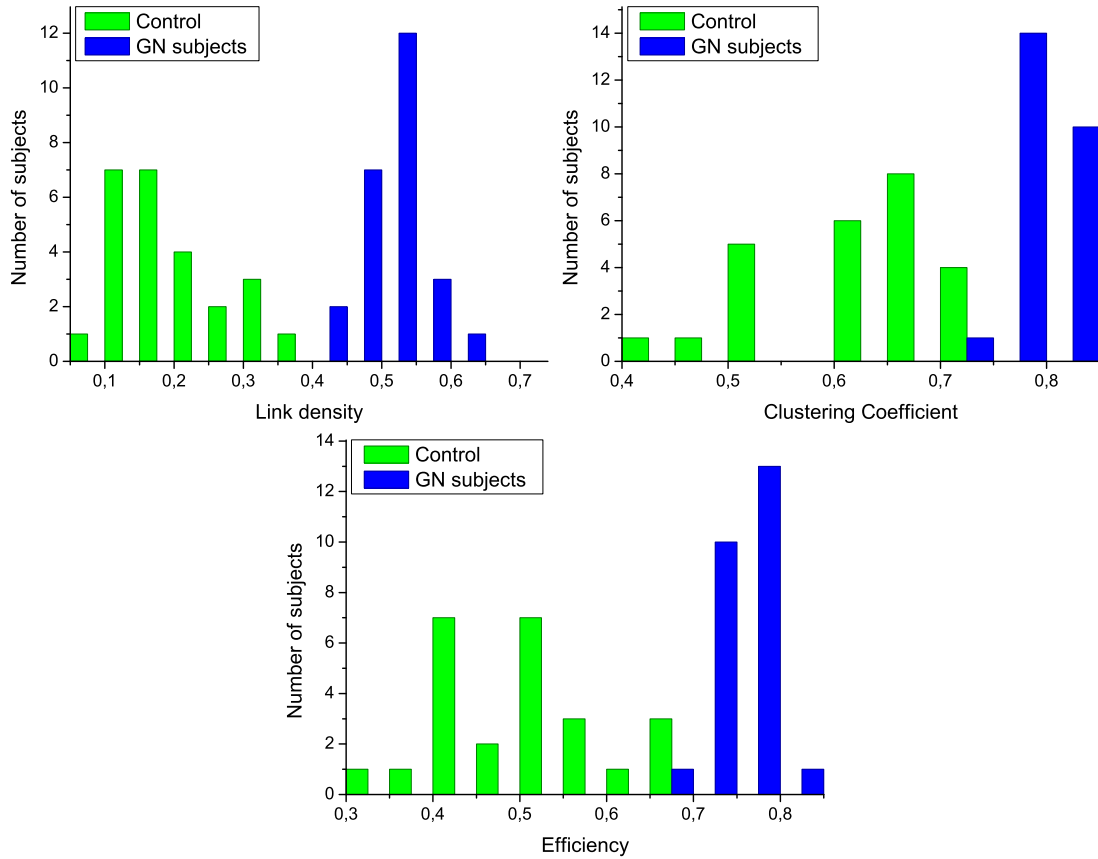 Control
GN subjects
12
10
8
6
4
2
0
Number of subjects
0,1 0,2 0,3 0,4 0,5 0,6 0,7
Link density
Control
GN subjects
14
12
10
8
6
4
2
0
Number of subjects
0,4 0,5 0,6 0,7 0,8
Clustering Coefficient
Control
GN subjects
14
12
10
8
6
4
2
0
Number of subjects
0,3 0,4 0,5 0,6 0,7 0,8
Efficiency